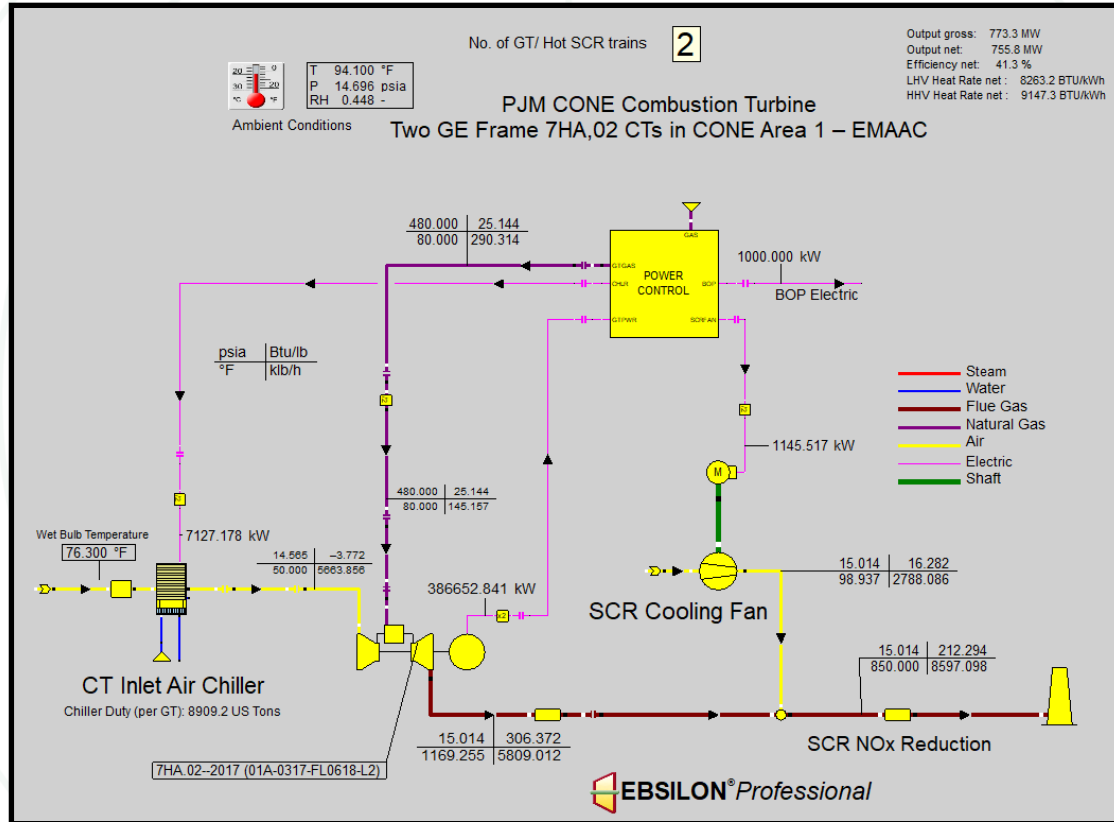 No. of GT/ Hot SCR trains 2
Output gross: 773.3 MW
Output net: 755.8 MW
Efficiency net: 41.3 %
LHV Heat Rate net : 8263.2 BTU/kWh
HHV Heat Rate net : 9147.3 BTU/kWh
20 0
30 20
°C °F
T 94.100 °F
P 14.696 psia
RH 0.448 -
Ambient Conditions
PJM CONE Combustion Turbine
Two GE Frame 7HA,02 CTs in CONE Area 1 – EMAAC
480.000 25.144
80.000 290.314
GAS
GTGAS
CHLR
GTPWR
POWER
CONTROL
BOP
SCRFAN
1000.000 kW
BOP Electric
psia Btu/lb
°F klb/h
Steam
Water
Flue Gas
Natural Gas
Air
Electric
Shaft
1145.517 kW
M
480.000 25.144
80.000 145.157
7127.178 kW
Wet Bulb Temperature
76.300 °F
14.565 –3.772
50.000 5663.856
386652.841 kW
x2
15.014 16.282
98.937 2788.086
SCR Cooling Fan
15.014 212.294
850.000 8597.098
CT Inlet Air Chiller
Chiller Duty (per GT): 8909.2 US Tons
15.014 306.372
1169.255 5809.012
SCR NOx Reduction
7HA.02--2017 (01A-0317-FL0618-L2)
EBSILON® Professional